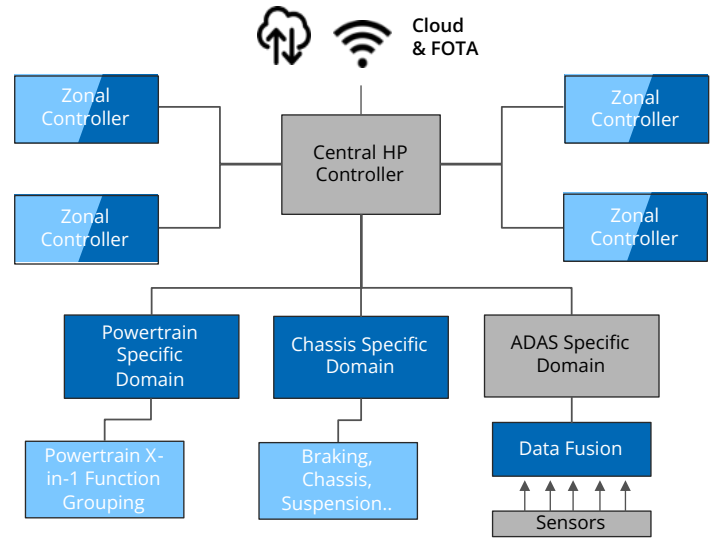 Cloud
& FOTA
Zonal
Controller
Zonal
Controller
Central HP
Controller
Zonal
Controller
Zonal
Controller
Powertrain
Specific
Domain
Chassis Specific
Domain
ADAS Specific
Domain
Powertrain X-
in-1 Function
Grouping
Braking,
Chassis,
Suspension..
Data Fusion
Sensors